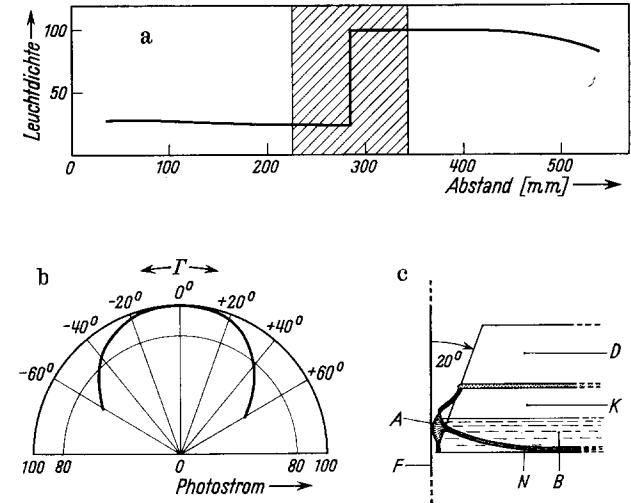 a
Leuchtdichte →
100
50
0
100
200
300
400
500
Abstand [mm] →
b
← Γ →
-60°
-40°
-20°
0°
+20°
+40°
+60°
100 80 0 80 100
Photostrom →
c
20°
D
K
A
F
N
B